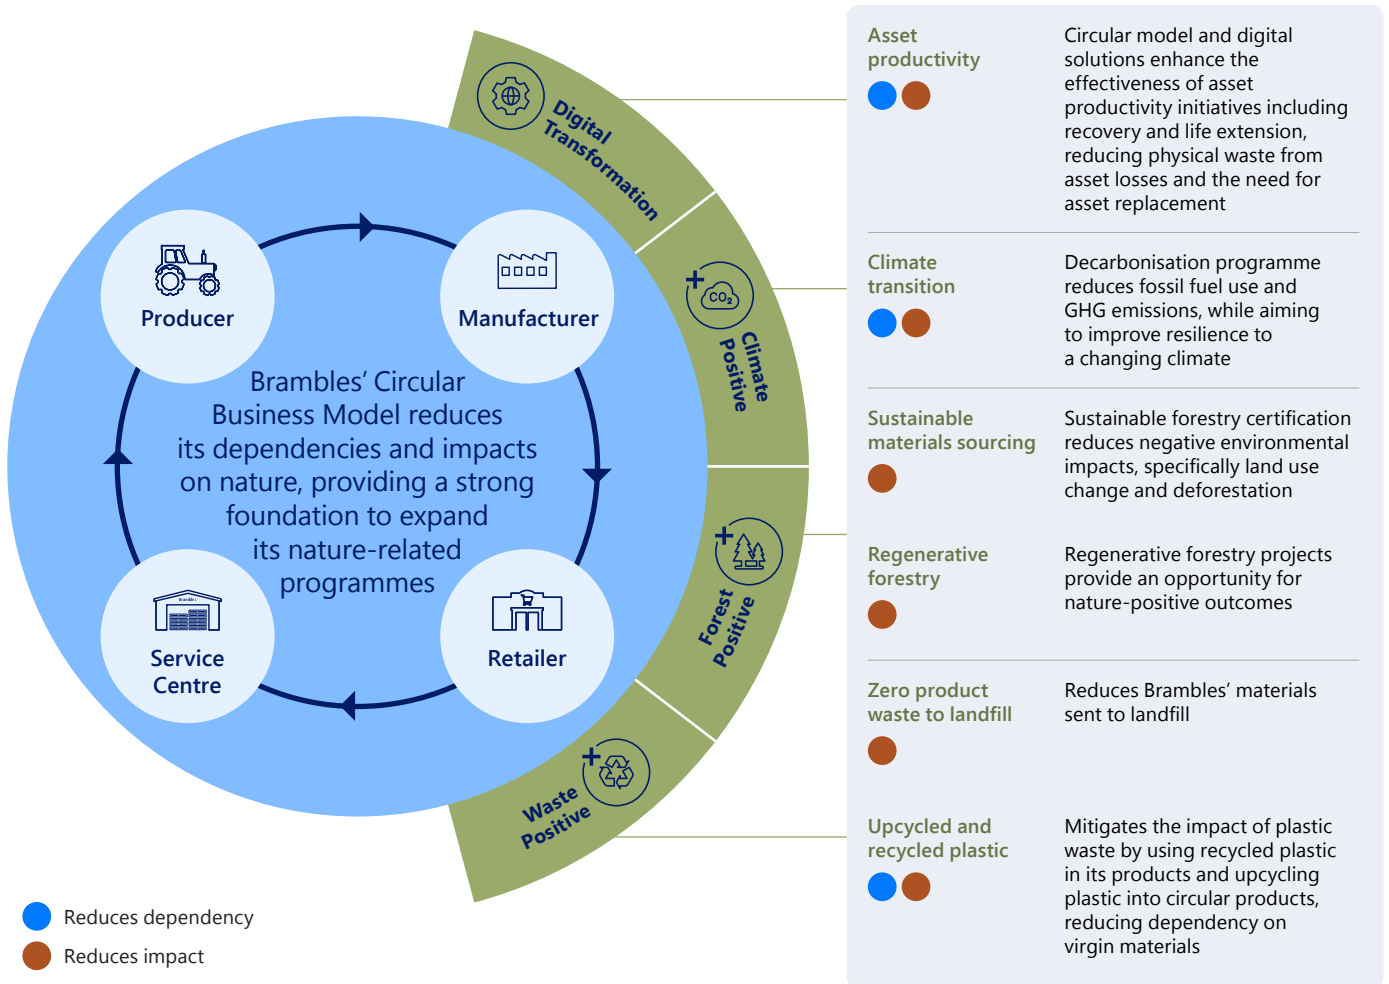 Digital
Transformation
CO₂
Climate
Positive
Forest
Positive
Waste
Positive
Producer
Manufacturer
Brambles
Service
Centre
Retailer
Brambles’ Circular
Business Model reduces
its dependencies and impacts
on nature, providing a strong
foundation to expand
its nature-related
programmes
Reduces dependency
Reduces impact
Asset
productivity
Circular model and digital
solutions enhance the
effectiveness of asset
productivity initiatives including
recovery and life extension,
reducing physical waste from
asset losses and the need for
asset replacement
Climate
transition
Decarbonisation programme
reduces fossil fuel use and
GHG emissions, while aiming
to improve resilience to
a changing climate
Sustainable
materials sourcing
Sustainable forestry certification
reduces negative environmental
impacts, specifically land use
change and deforestation
Regenerative
forestry
Regenerative forestry projects
provide an opportunity for
nature-positive outcomes
Zero product
waste to landfill
Reduces Brambles’ materials
sent to landfill
Upcycled and
recycled plastic
Mitigates the impact of plastic
waste by using recycled plastic
in its products and upcycling
plastic into circular products,
reducing dependency on
virgin materials